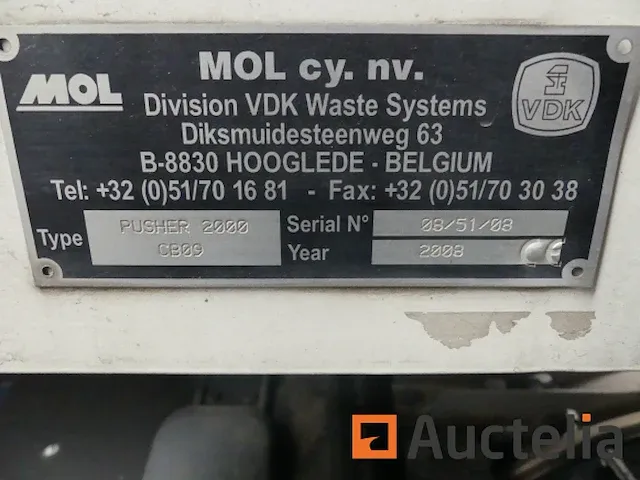 MOL
MOL cy. nv.
VDK
Division VDK Waste Systems
Diksmuidesteenweg 63
B-8830 HOOGLEDE - BELGIUM
Tel: +32 (0)51/70 16 81 - Fax: +32 (0)51/70 30 38
Type PUSHER 2000 Serial N° 08/51/08
CB09 Year 2008
Auctelia